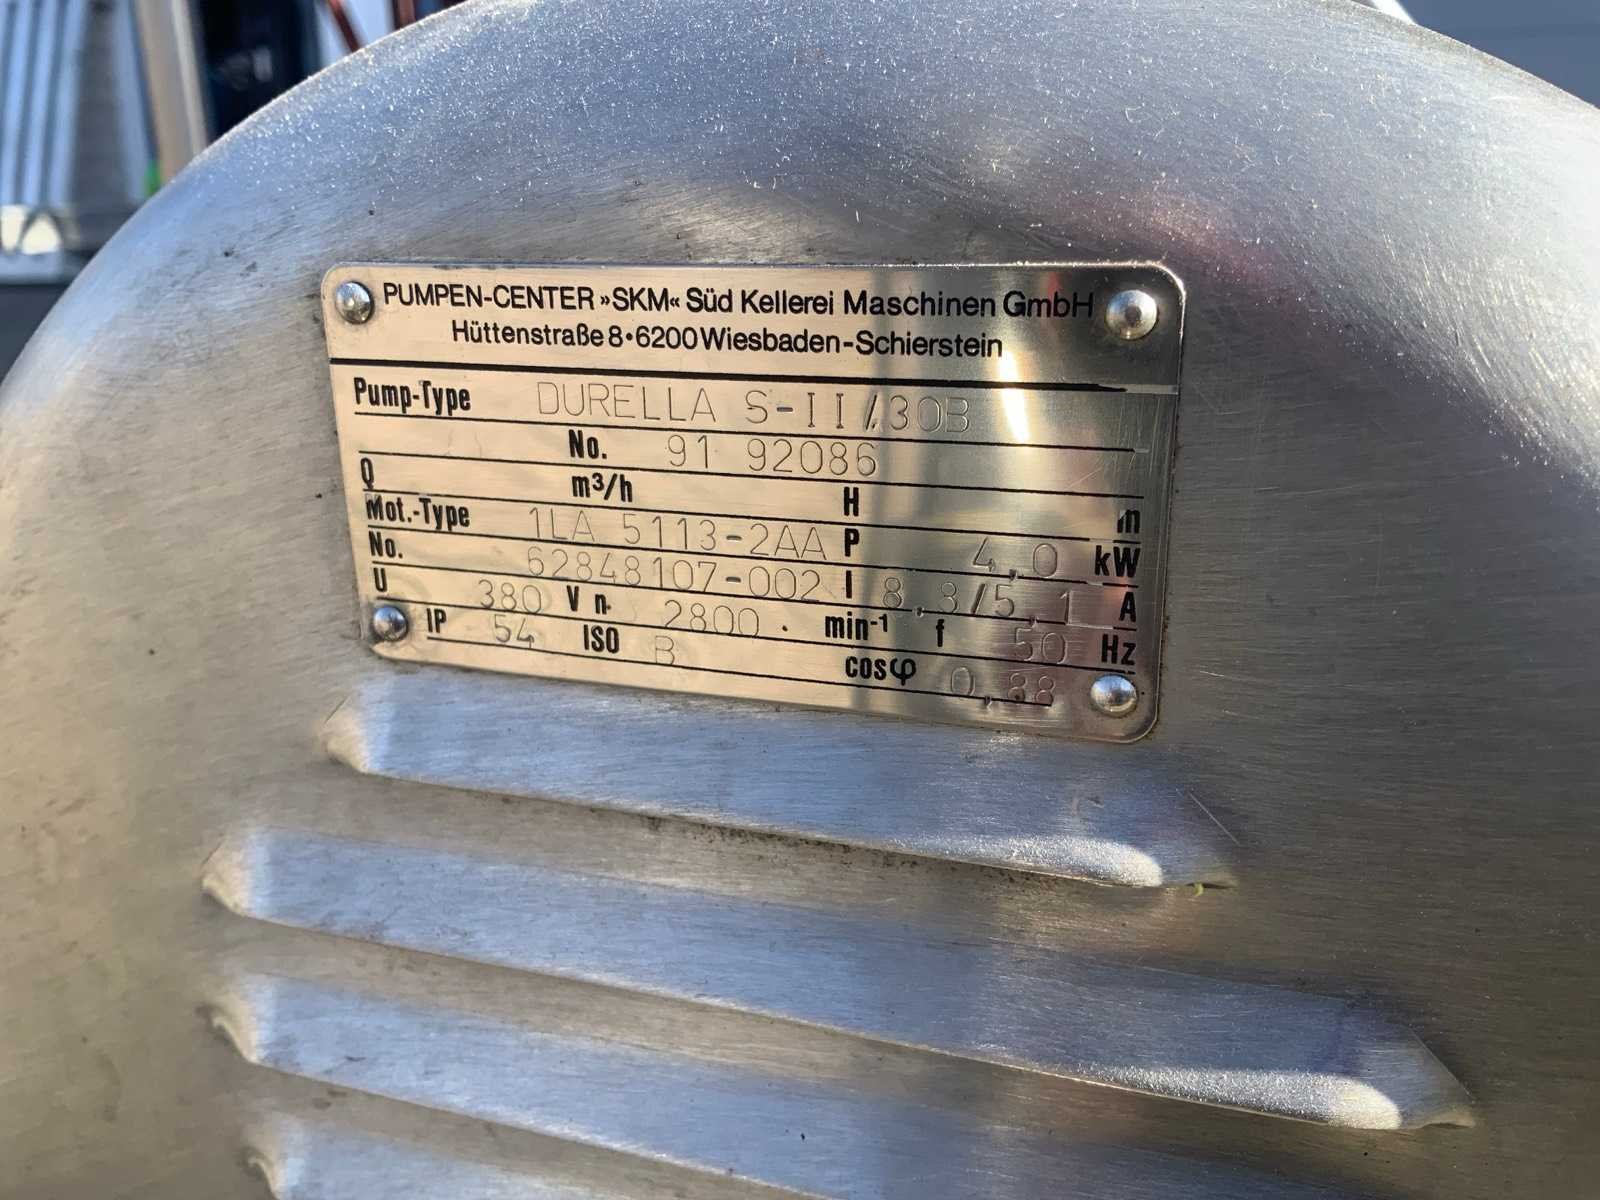 PUMPEN-CENTER »SKM« Süd Kellerei Maschinen GmbH
Hüttenstraße 8 • 6200 Wiesbaden-Schierstein
Pump-Type DURELLA S-II/30B
No. 91 92086
Q m³/h H m
Mot.-Type 1LA 5113-2AA P 4,0 kW
No. 62848107-002 I 8,3/5,1 A
U 380 V n. 2800 min-1 f 50 Hz
IP 54 ISO B cosφ 0,88